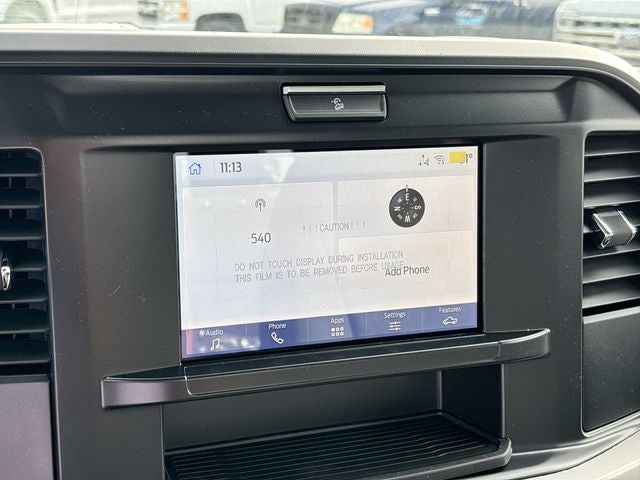 11:13
1°
540
! ! ! CAUTION ! ! !
E
N
S
W
DO NOT TOUCH DISPLAY DURING INSTALLATION
THIS FILM IS TO BE REMOVED BEFORE USAGE
Add Phone
Audio
Phone
Apps
Settings
Features